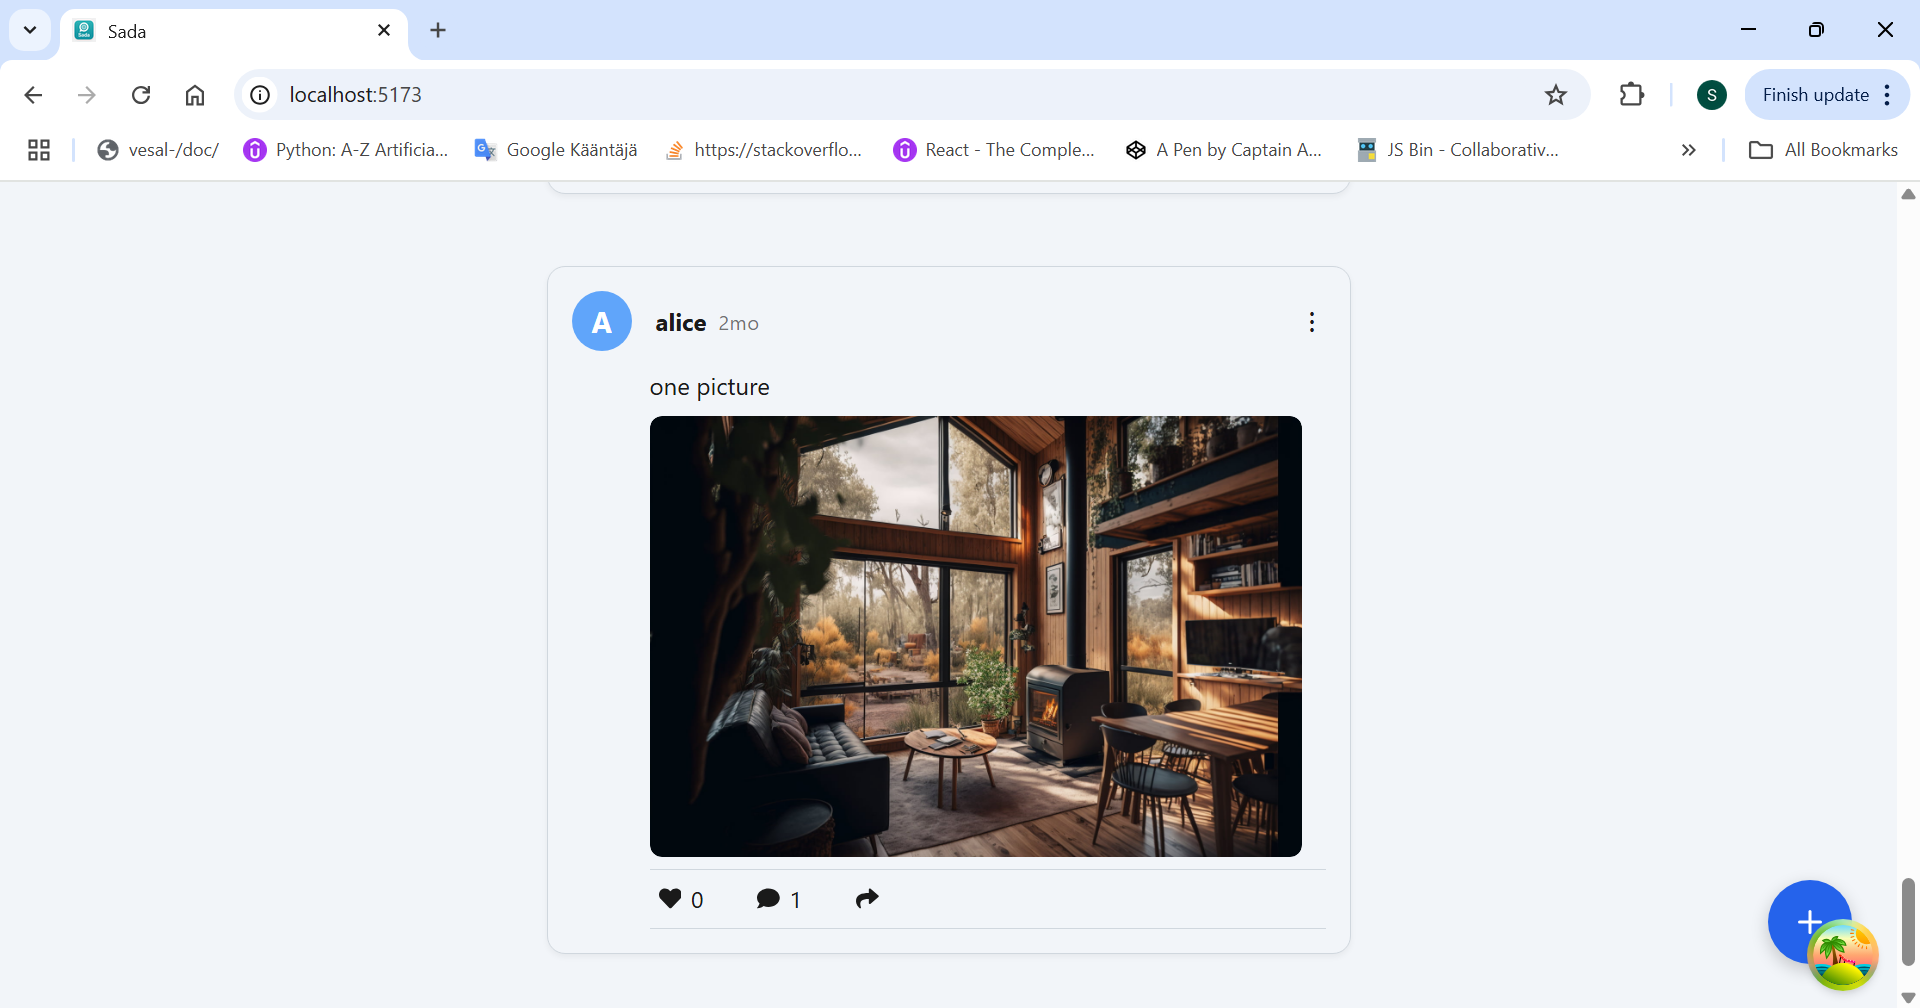 Sada
localhost:5173
S
Finish update
vesal-/doc/
Python: A-Z Artificia...
Google Kääntäjä
https://stackoverflo...
React - The Comple...
A Pen by Captain A...
JS Bin - Collaborativ...
All Bookmarks
A
alice 2mo
one picture
0
1